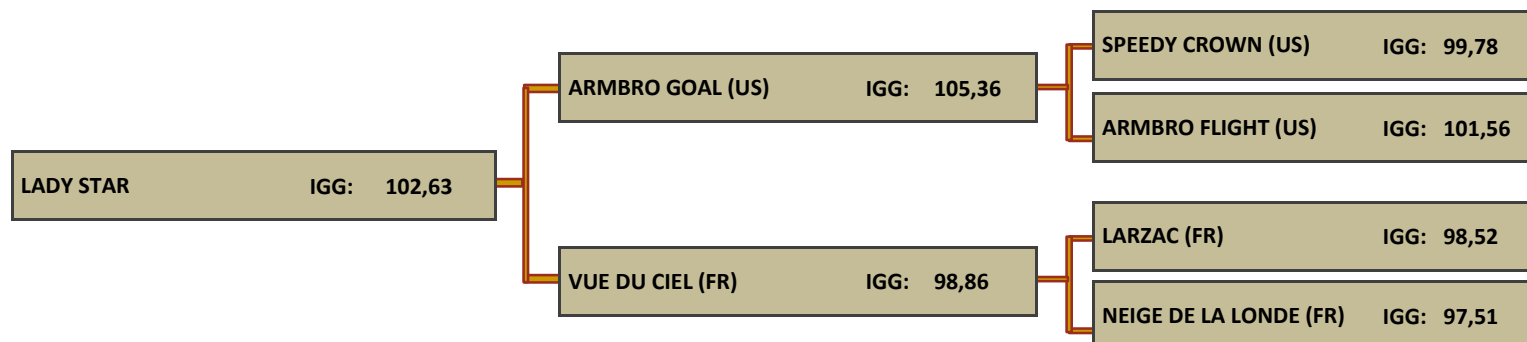 SPEEDY CROWN (US) IGG: 99,78
ARMBRO GOAL (US) IGG: 105,36
ARMBRO FLIGHT (US) IGG: 101,56
LADY STAR IGG: 102,63
LARZAC (FR) IGG: 98,52
VUE DU CIEL (FR) IGG: 98,86
NEIGE DE LA LONDE (FR) IGG: 97,51